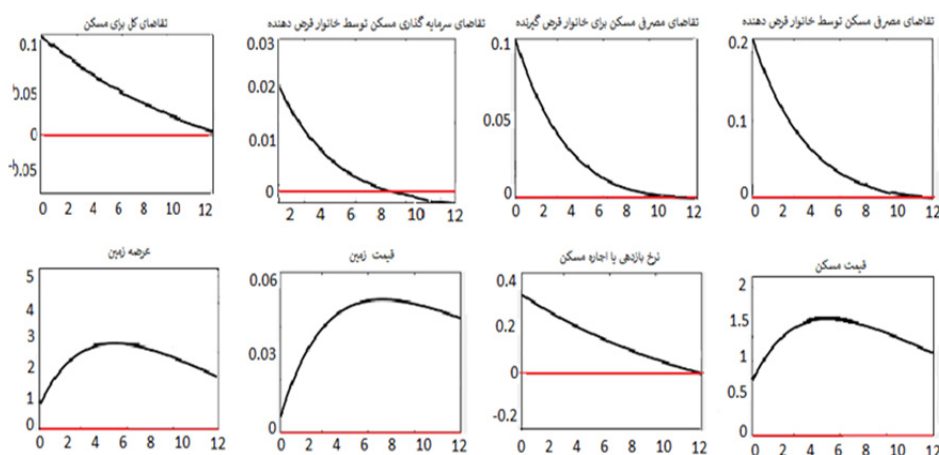 تقاضای مصرفی مسکن توسط خانوار قرض دهنده
0.2
0.1
0
0 2 4 6 8 10 12
تقاضای مصرفی مسکن برای خانوار قرض گیرنده
0.1
0.05
0
0 2 4 6 8 10 12
تقاضای سرمایه گذاری مسکن توسط خانوار قرض دهنده
0.03
0.02
0.01
0
2 4 6 8 10 12
تقاضای کل برای مسکن
0.1
0.05
0
0.05
0 2 4 6 8 10 12
قیمت مسکن
2
1.5
1
0.5
0
0 2 4 6 8 10 12
نرخ بازدهی یا اجاره مسکن
0.4
0.2
0
-0.2
0 2 4 6 8 10 12
قیمت زمین
0.06
0.03
0
0 2 4 6 8 10 12
عرضه زمین
5
4
3
2
1
0
0 2 4 6 8 10 12